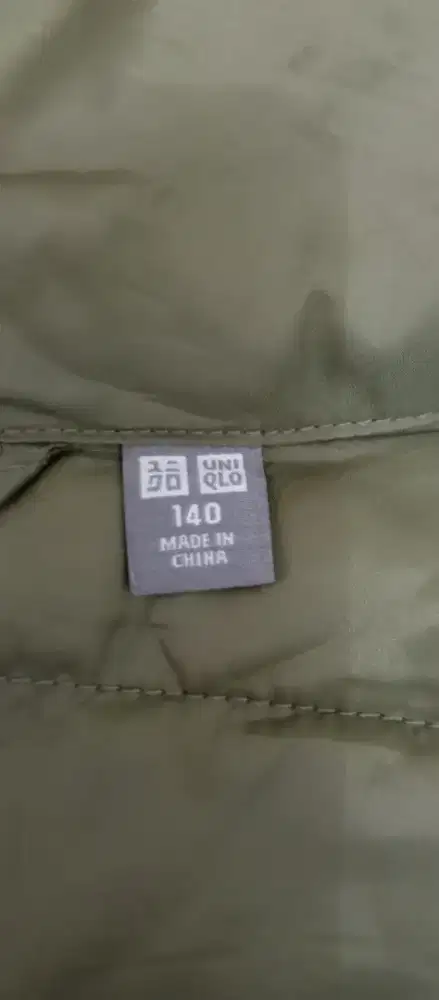 ユニ UNI
クロ QLO
140
MADE IN
CHINA